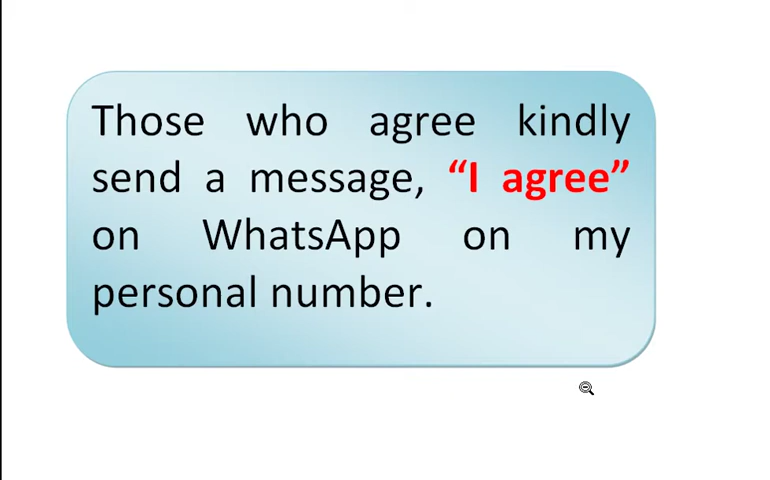 Those who agree kindly
send a message, “I agree”
on WhatsApp on my
personal number.